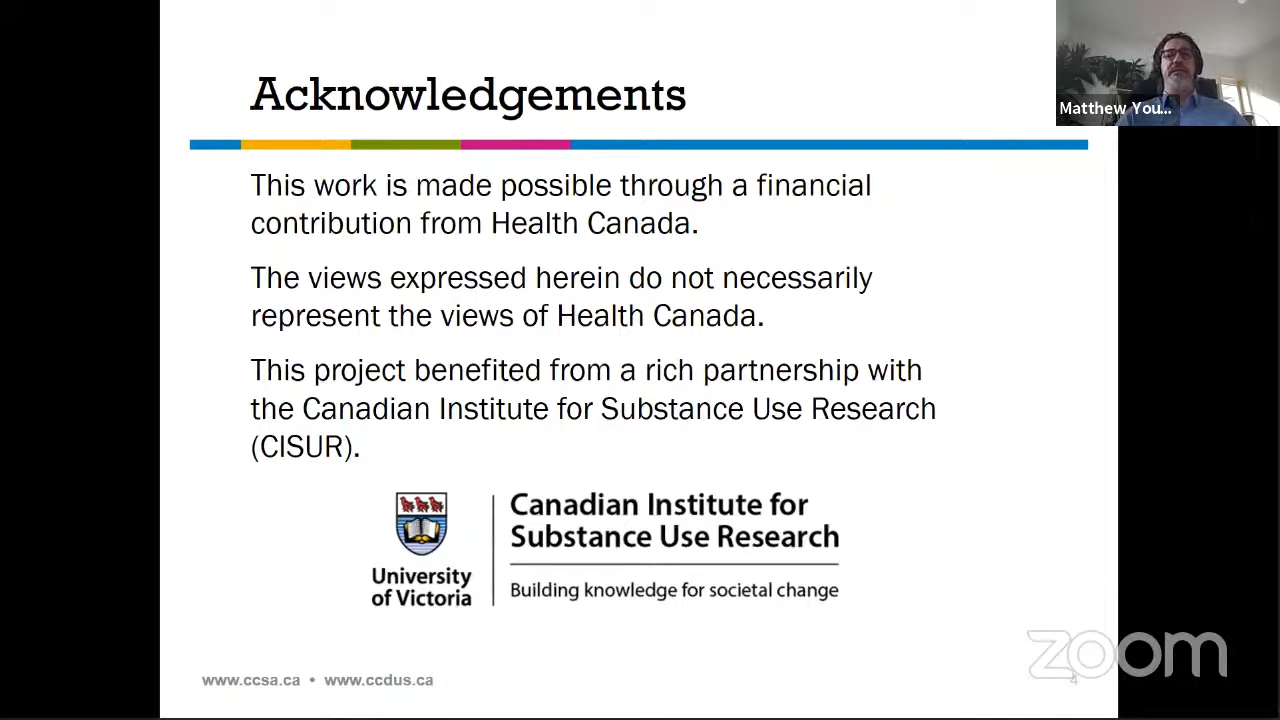 Acknowledgements
Matthew You...
This work is made possible through a financial
contribution from Health Canada.
The views expressed herein do not necessarily
represent the views of Health Canada.
This project benefited from a rich partnership with
the Canadian Institute for Substance Use Research
(CISUR).
University
of Victoria
Canadian Institute for
Substance Use Research
Building knowledge for societal change
www.ccsa.ca • www.ccdus.ca
zoom
4